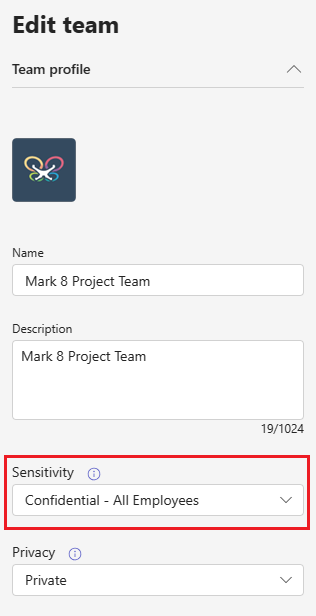 Edit team
Team profile
Name
Mark 8 Project Team
Description
Mark 8 Project Team
19/1024
Sensitivity
Confidential - All Employees
Privacy
Private